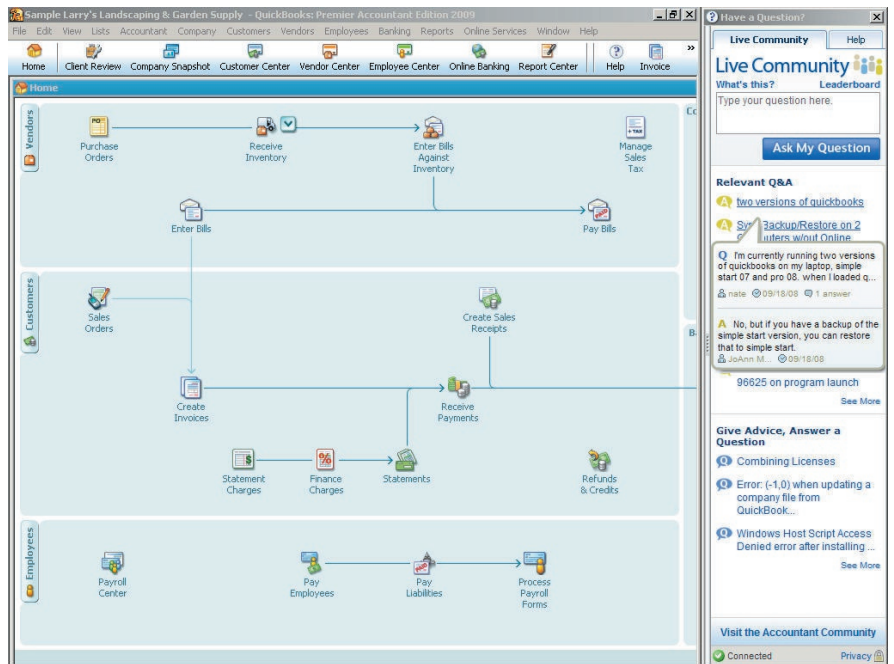 Sample Larry's Landscaping & Garden Supply - QuickBooks: Premier Accountant Edition 2009
File Edit View Lists Accountant Company Customers Vendors Employees Banking Reports Online Services Window Help
Home Client Review Company Snapshot Customer Center Vendor Center Employee Center Online Banking Report Center Help Invoice »
Home
Vendors
Purchase
Orders
Receive
Inventory
Enter Bills
Against
Inventory
Manage
Sales
Tax
Enter Bills
Pay Bills
Customers
Sales
Orders
Create Sales
Receipts
Create
Invoices
Receive
Payments
Statement
Charges
Finance
Charges
Statements
Refunds
& Credits
Employees
Payroll
Center
Pay
Employees
Pay
Liabilities
Process
Payroll
Forms
Have a Question?
Live Community Help
Live Community
What's this? Leaderboard
Type your question here.
Ask My Question
Relevant Q&A
two versions of quickbooks
Backup/Restore on 2
w/out Online
Q I'm currently running two versions
of quickbooks on my laptop, simple
start 07 and pro 08. when I loaded q...
nate 09/18/08 1 answer
A No, but if you have a backup of the
simple start version, you can restore
that to simple start.
JoAnn M... 09/18/08
96625 on program launch
See More
Give Advice, Answer a
Question
Combining Licenses
Error: (-1,0) when updating a
company file from
QuickBook...
Windows Host Script Access
Denied error after installing ...
See More
Visit the Accountant Community
Connected Privacy